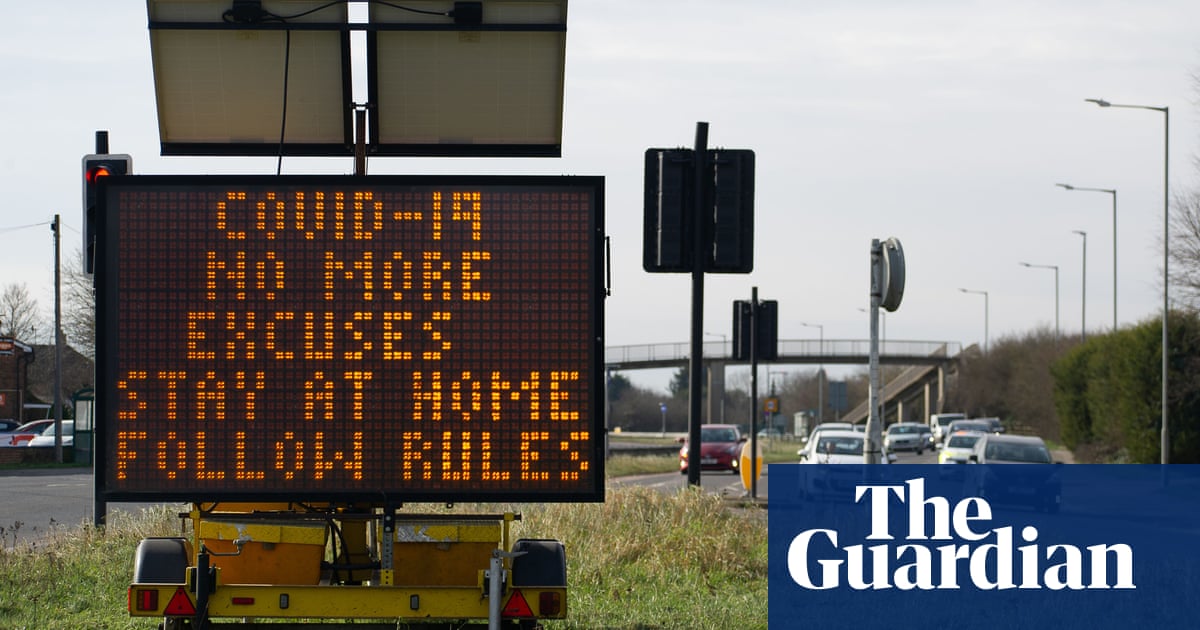 COVID-19
NO MORE
EXCUSES
STAY AT HOME
FOLLOW RULES
The
Guardian